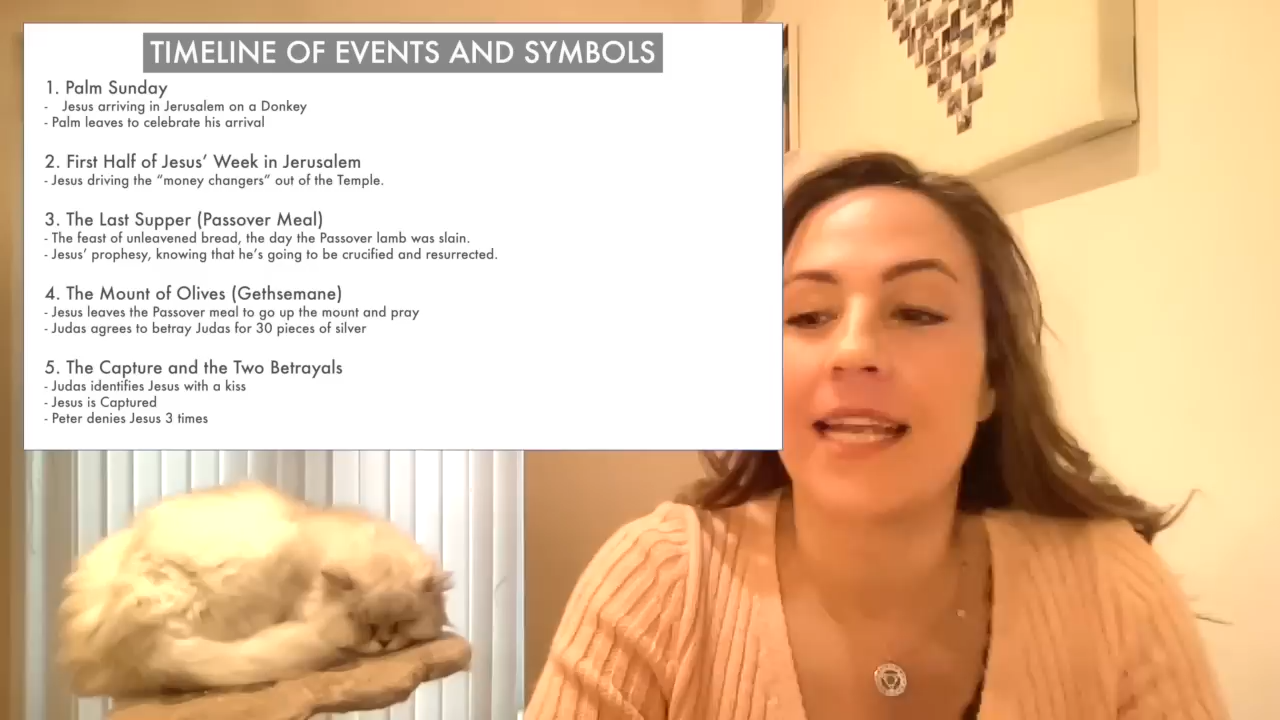 TIMELINE OF EVENTS AND SYMBOLS
1. Palm Sunday
- Jesus arriving in Jerusalem on a Donkey
- Palm leaves to celebrate his arrival
2. First Half of Jesus’ Week in Jerusalem
- Jesus driving the “money changers” out of the Temple.
3. The Last Supper (Passover Meal)
- The feast of unleavened bread, the day the Passover lamb was slain.
- Jesus’ prophesy, knowing that he’s going to be crucified and resurrected.
4. The Mount of Olives (Gethsemane)
- Jesus leaves the Passover meal to go up the mount and pray
- Judas agrees to betray Judas for 30 pieces of silver
5. The Capture and the Two Betrayals
- Judas identifies Jesus with a kiss
- Jesus is Captured
- Peter denies Jesus 3 times